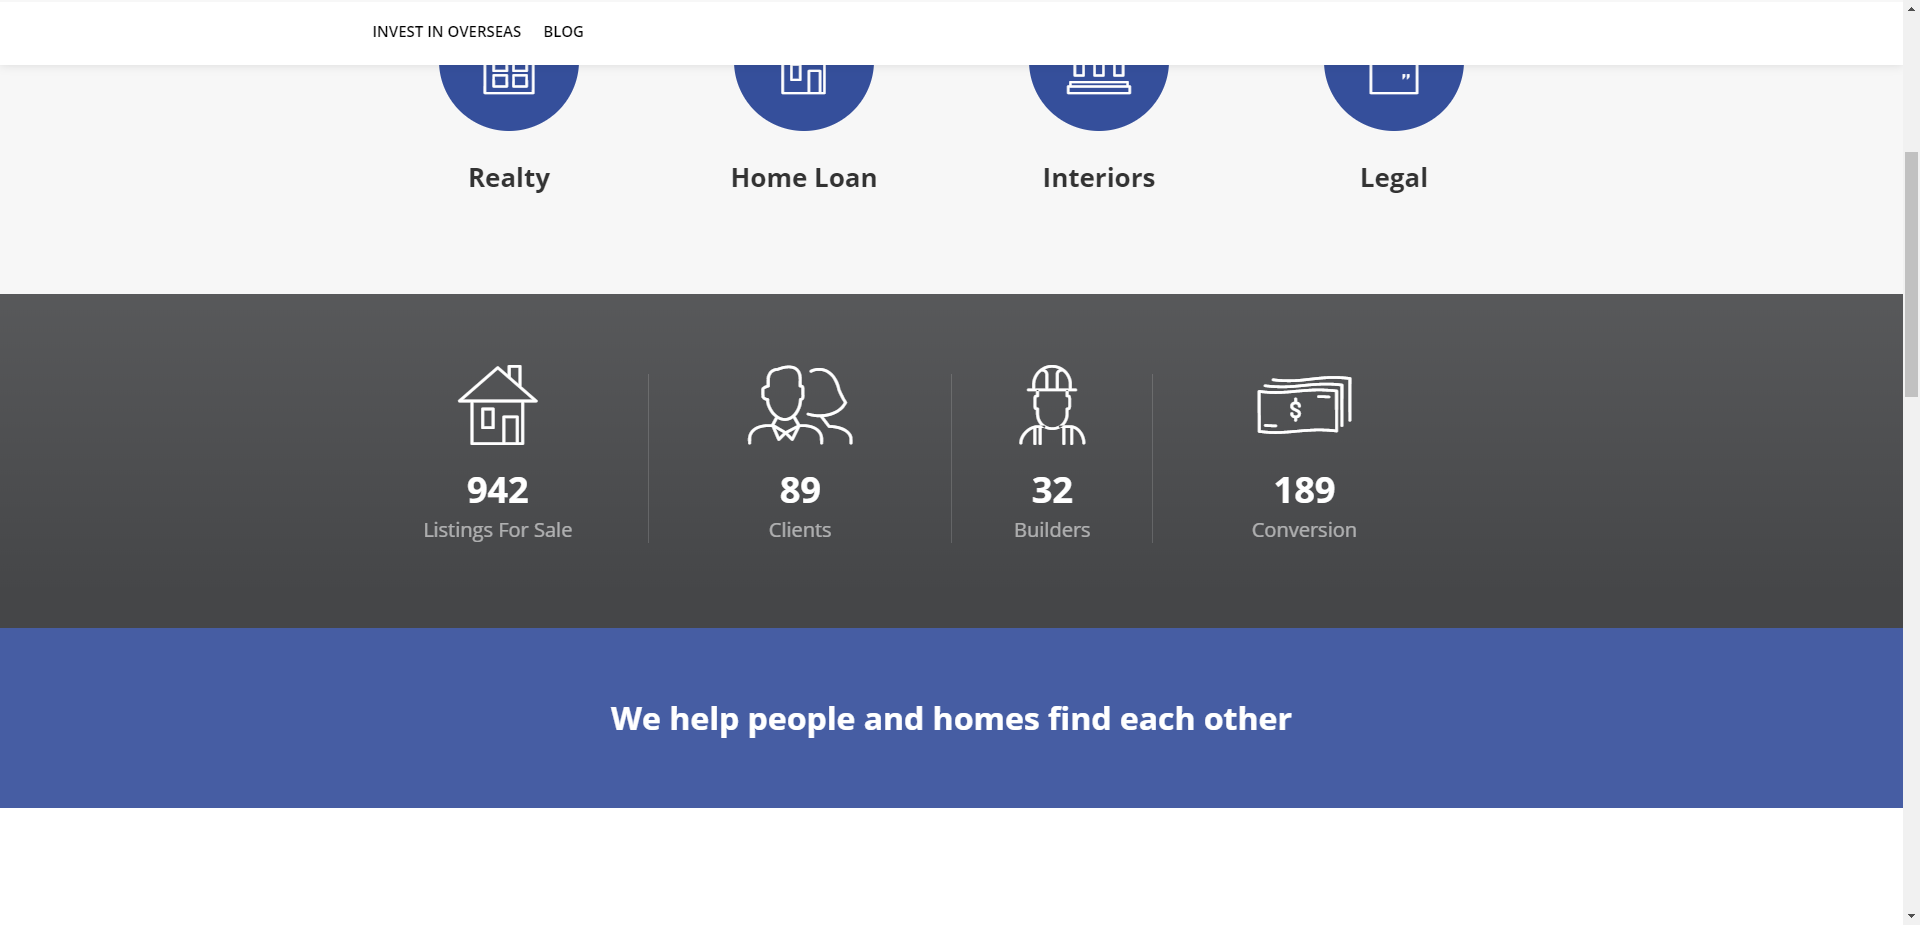 INVEST IN OVERSEAS BLOG
Realty
Home Loan
Interiors
Legal
$
942
Listings For Sale
89
Clients
32
Builders
189
Conversion
We help people and homes find each other